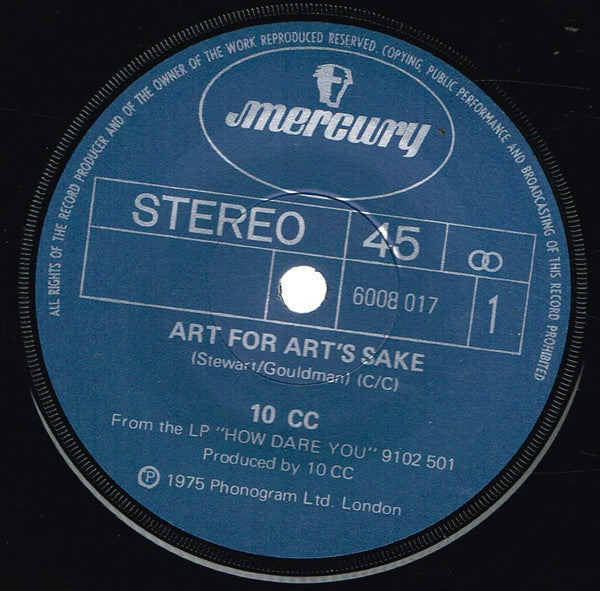 ALL RIGHTS OF THE RECORD PRODUCER AND OF THE OWNER OF THE WORK REPRODUCED RESERVED. COPYING, PUBLIC PERFORMANCE AND BROADCASTING OF THIS RECORD PROHIBITED
mercury
STEREO 45 ꝏ
6008 017 1
ART FOR ART'S SAKE
(Stewart/Gouldman) (C/C)
10 CC
From the LP "HOW DARE YOU" 9102 501
Produced by 10 CC
Ⓟ 1975 Phonogram Ltd. London